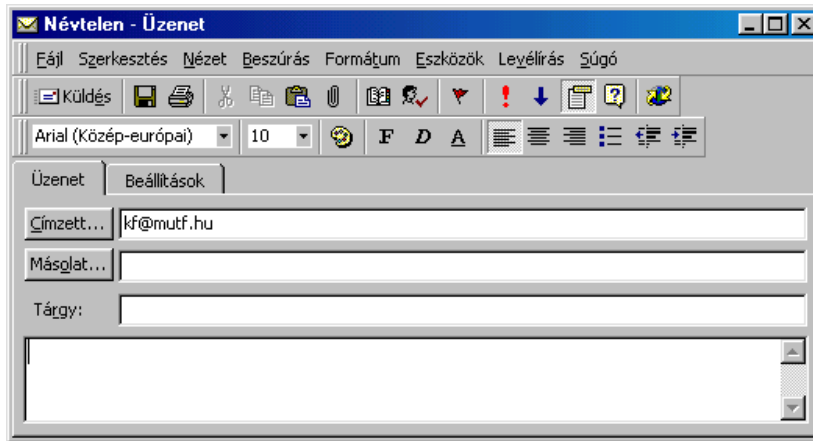 Névtelen - Üzenet
Fájl Szerkesztés Nézet Beszúrás Formátum Eszközök Levélírás Súgó
Küldés
Arial (Közép-európai) 10 F D A
Üzenet Beállítások
Címzett... kf@mutf.hu
Másolat...
Tárgy: